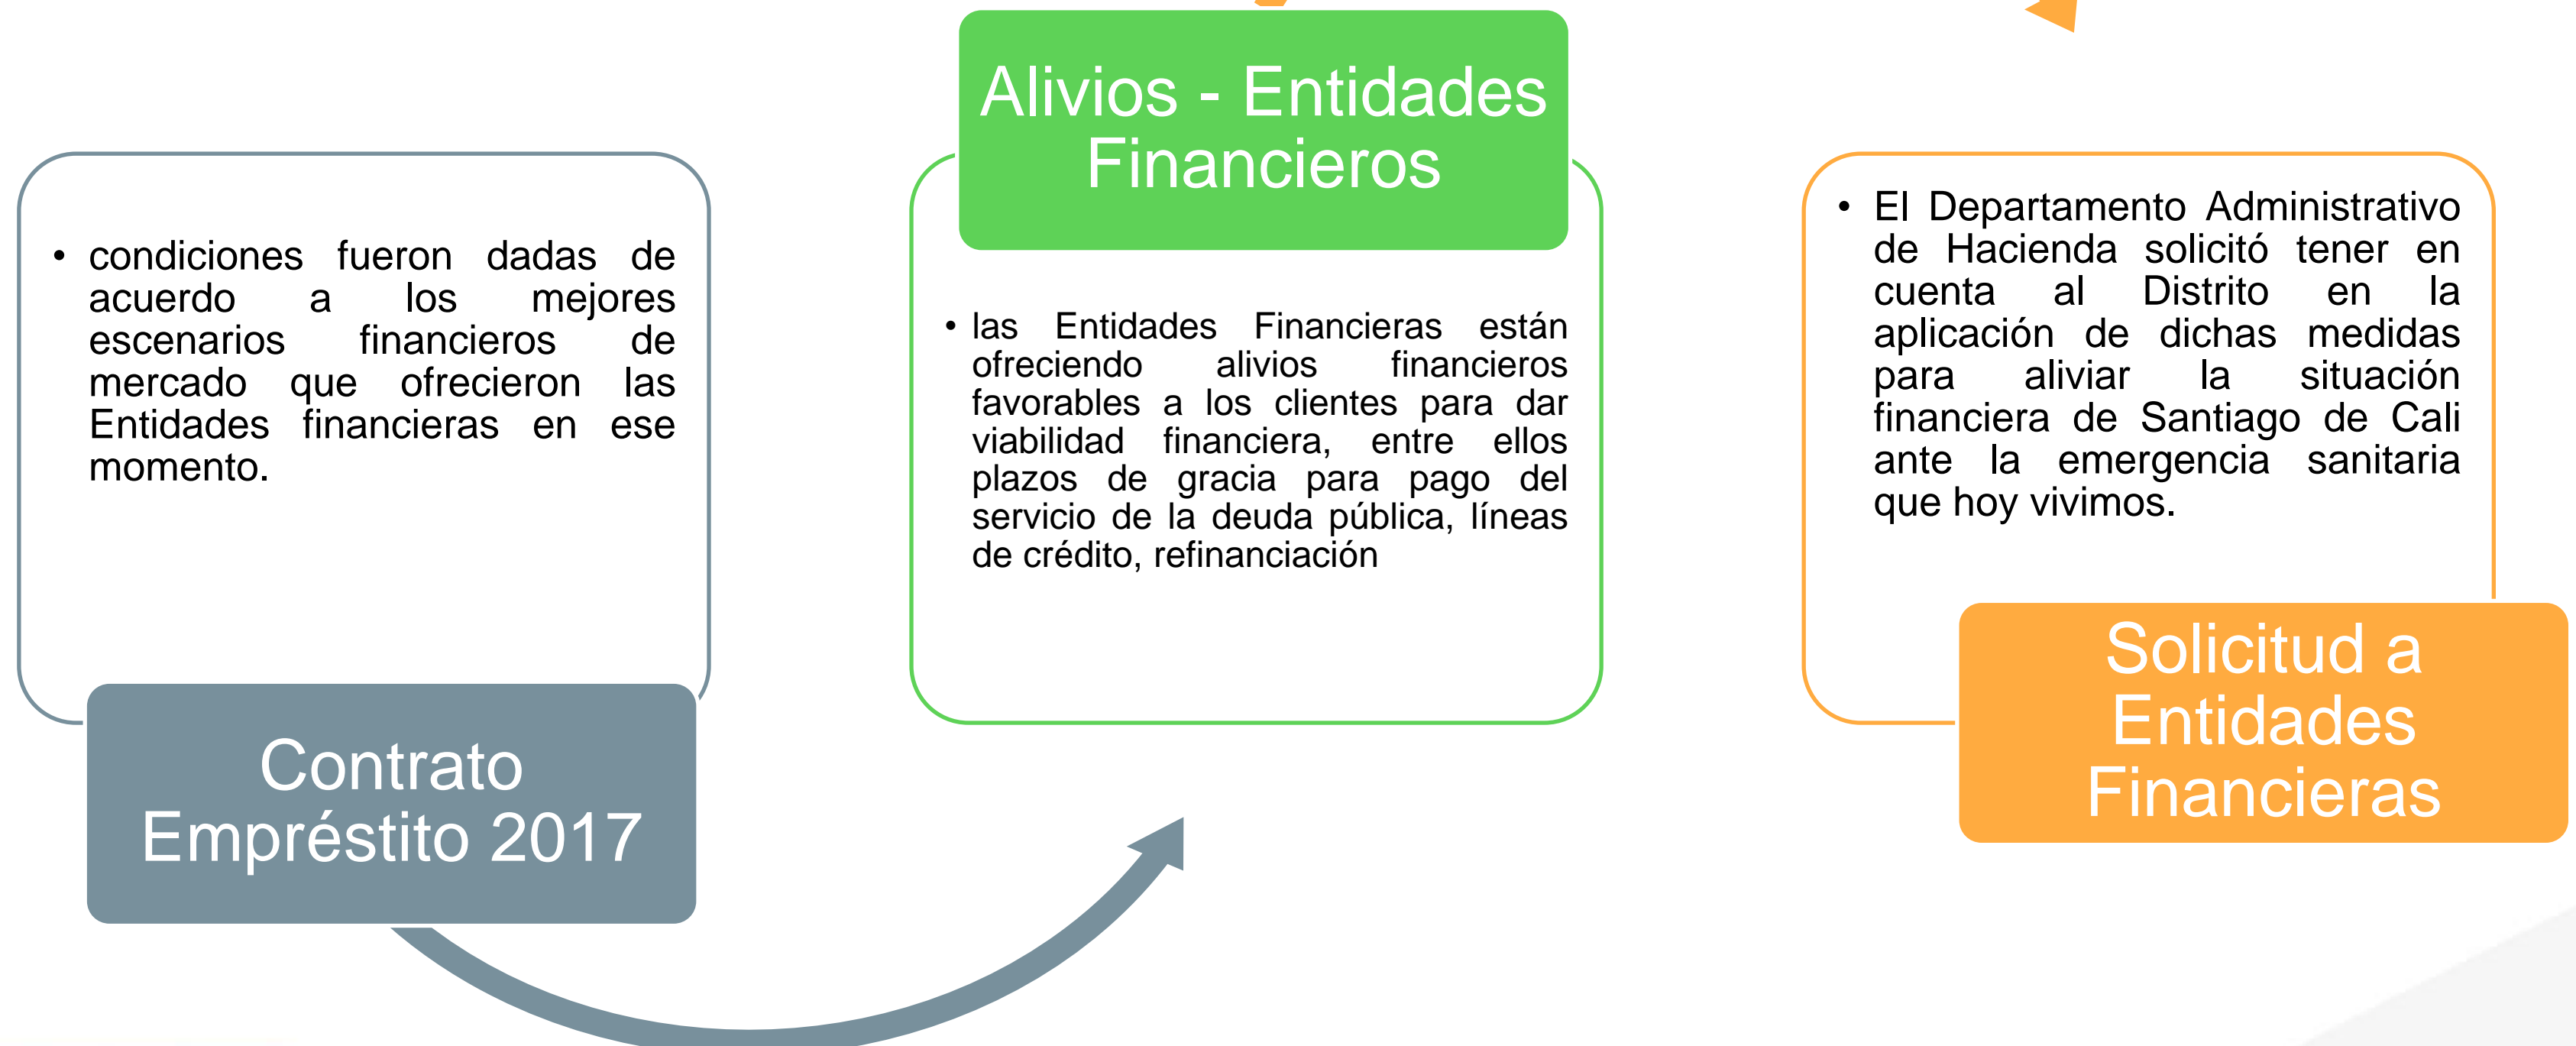 • condiciones fueron dadas de
acuerdo a los mejores
escenarios financieros de
mercado que ofrecieron las
Entidades financieras en ese
momento.
Contrato
Empréstito 2017
Alivios - Entidades
Financieros
• las Entidades Financieras están
ofreciendo alivios financieros
favorables a los clientes para dar
viabilidad financiera, entre ellos
plazos de gracia para pago del
servicio de la deuda pública, líneas
de crédito, refinanciación
• El Departamento Administrativo
de Hacienda solicitó tener en
cuenta al Distrito en la
aplicación de dichas medidas
para aliviar la situación
financiera de Santiago de Cali
ante la emergencia sanitaria
que hoy vivimos.
Solicitud a
Entidades
Financieras